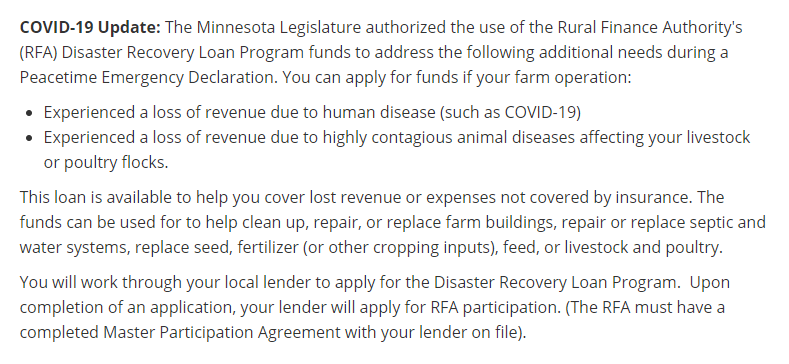 COVID-19 Update: The Minnesota Legislature authorized the use of the Rural Finance Authority's
(RFA) Disaster Recovery Loan Program funds to address the following additional needs during a
Peacetime Emergency Declaration. You can apply for funds if your farm operation:
• Experienced a loss of revenue due to human disease (such as COVID-19)
• Experienced a loss of revenue due to highly contagious animal diseases affecting your livestock
or poultry flocks.
This loan is available to help you cover lost revenue or expenses not covered by insurance. The
funds can be used for to help clean up, repair, or replace farm buildings, repair or replace septic and
water systems, replace seed, fertilizer (or other cropping inputs), feed, or livestock and poultry.
You will work through your local lender to apply for the Disaster Recovery Loan Program.  Upon
completion of an application, your lender will apply for RFA participation. (The RFA must have a
completed Master Participation Agreement with your lender on file).